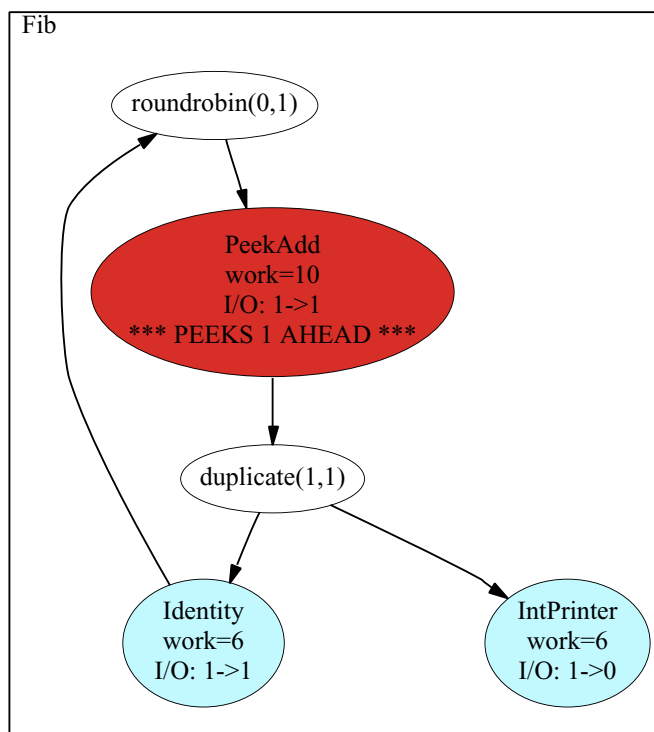 Fib
roundrobin(0,1)
PeekAdd
work=10
I/O: 1->1
*** PEEKS 1 AHEAD ***
duplicate(1,1)
Identity
work=6
I/O: 1->1
IntPrinter
work=6
I/O: 1->0